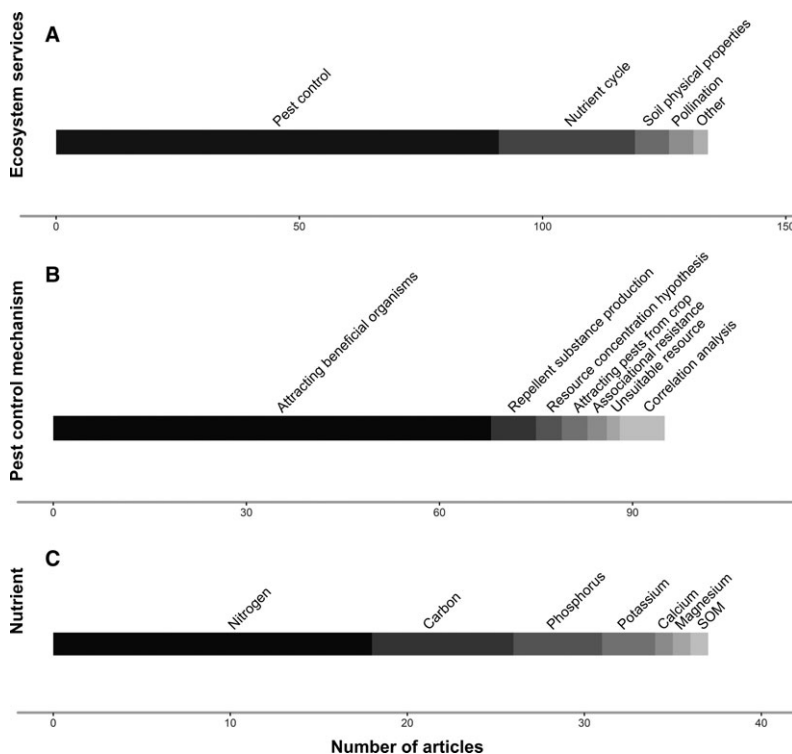 A
Ecosystem services
Pest control
Nutrient cycle
Soil physical properties
Pollination
Other
0 50 100 150
B
Pest control mechanism
Attracting beneficial organisms
Repellent substance production
Resource concentration hypothesis
Attracting pests from crop
Associational resistance
Unsuitable resource
Correlation analysis
0 30 60 90
C
Nutrient
Nitrogen
Carbon
Phosphorus
Potassium
Calcium
Magnesium
SOM
0 10 20 30 40
Number of articles